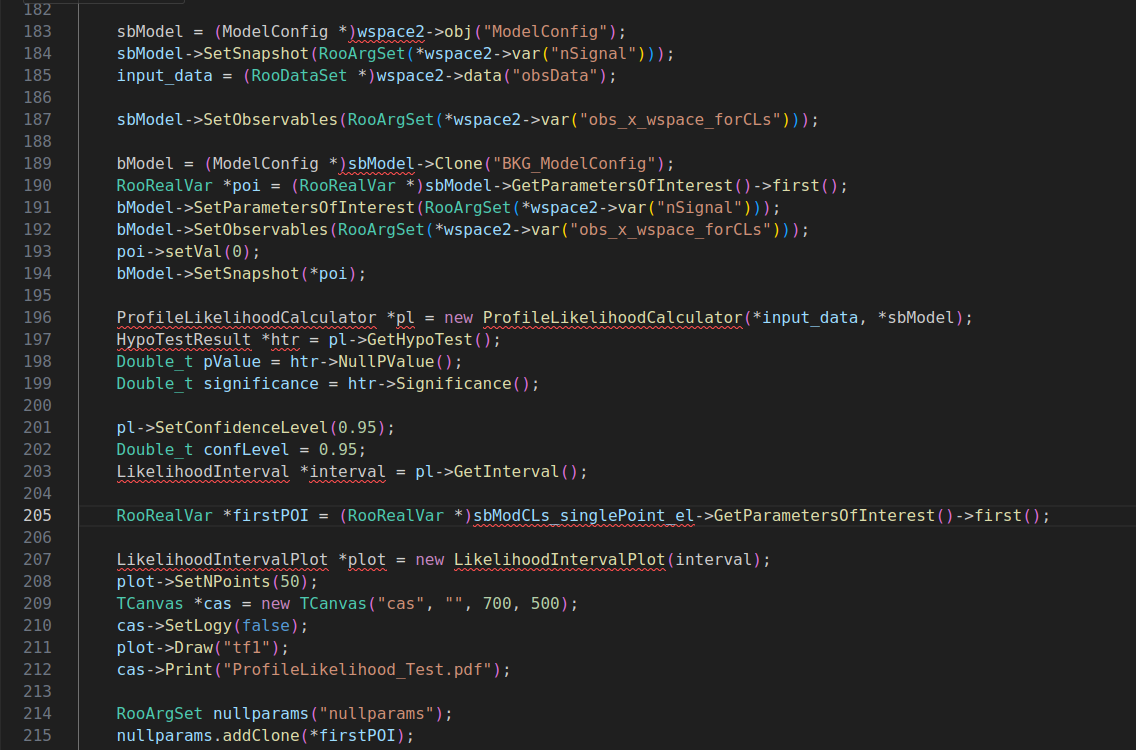 182
183 sbModel = (ModelConfig *)wspace2->obj("ModelConfig");
184 sbModel->SetSnapshot(RooArgSet(*wspace2->var("nSignal")));
185 input_data = (RooDataSet *)wspace2->data("obsData");
186
187 sbModel->SetObservables(RooArgSet(*wspace2->var("obs_x_wspace_forCLs")));
188
189 bModel = (ModelConfig *)sbModel->Clone("BKG_ModelConfig");
190 RooRealVar *poi = (RooRealVar *)sbModel->GetParametersOfInterest()->first();
191 bModel->SetParametersOfInterest(RooArgSet(*wspace2->var("nSignal")));
192 bModel->SetObservables(RooArgSet(*wspace2->var("obs_x_wspace_forCLs")));
193 poi->setVal(0);
194 bModel->SetSnapshot(*poi);
195
196 ProfileLikelihoodCalculator *pl = new ProfileLikelihoodCalculator(*input_data, *sbModel);
197 HypoTestResult *htr = pl->GetHypoTest();
198 Double_t pValue = htr->NullPValue();
199 Double_t significance = htr->Significance();
200
201 pl->SetConfidenceLevel(0.95);
202 Double_t confLevel = 0.95;
203 LikelihoodInterval *interval = pl->GetInterval();
204
205 RooRealVar *firstPOI = (RooRealVar *)sbModCLs_singlePoint_el->GetParametersOfInterest()->first();
206
207 LikelihoodIntervalPlot *plot = new LikelihoodIntervalPlot(interval);
208 plot->SetNPoints(50);
209 TCanvas *cas = new TCanvas("cas", "", 700, 500);
210 cas->SetLogy(false);
211 plot->Draw("tf1");
212 cas->Print("ProfileLikelihood_Test.pdf");
213
214 RooArgSet nullparams("nullparams");
215 nullparams.addClone(*firstPOI);